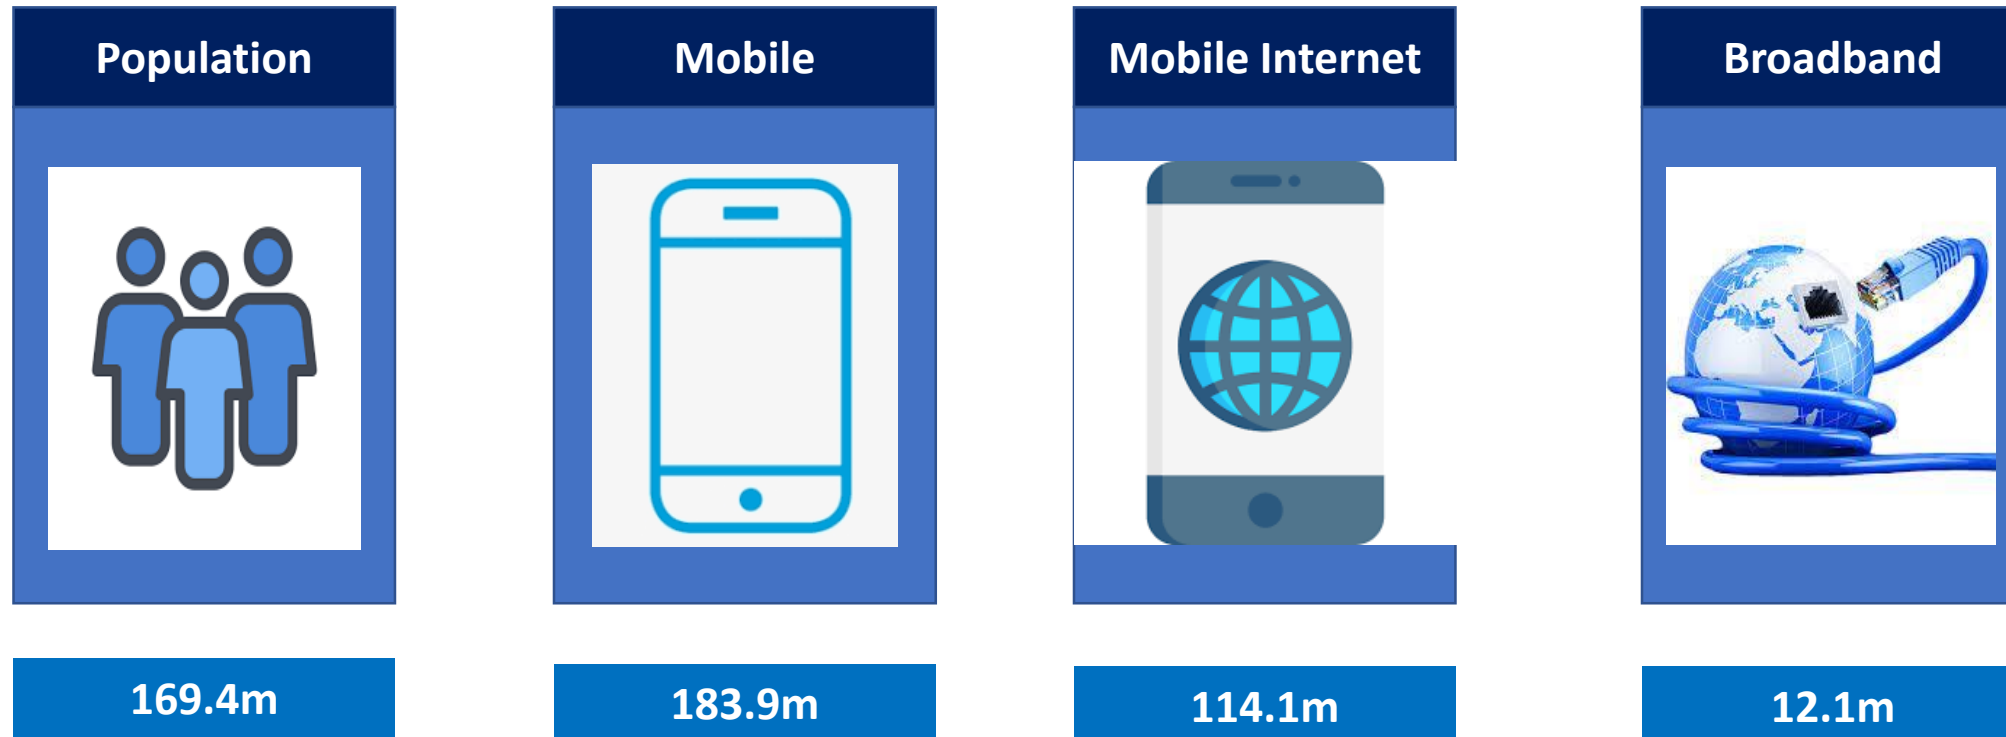 Population
Mobile
Mobile Internet
Broadband
169.4m
183.9m
114.1m
12.1m